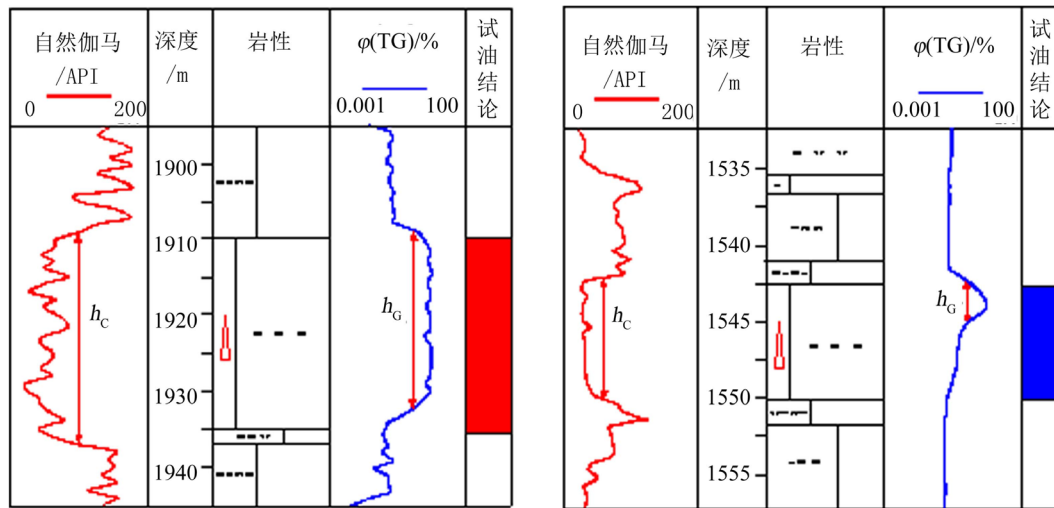 自然伽马
/API
0 200
深度
/m
岩性
φ(TG)/%
0.001 100
试油结论
1900
1910
1920
1930
1940
hC
hG
自然伽马
/API
0 200
深度
/m
岩性
φ(TG)/%
0.001 100
试油结论
1535
1540
1545
1550
1555
hC
hG